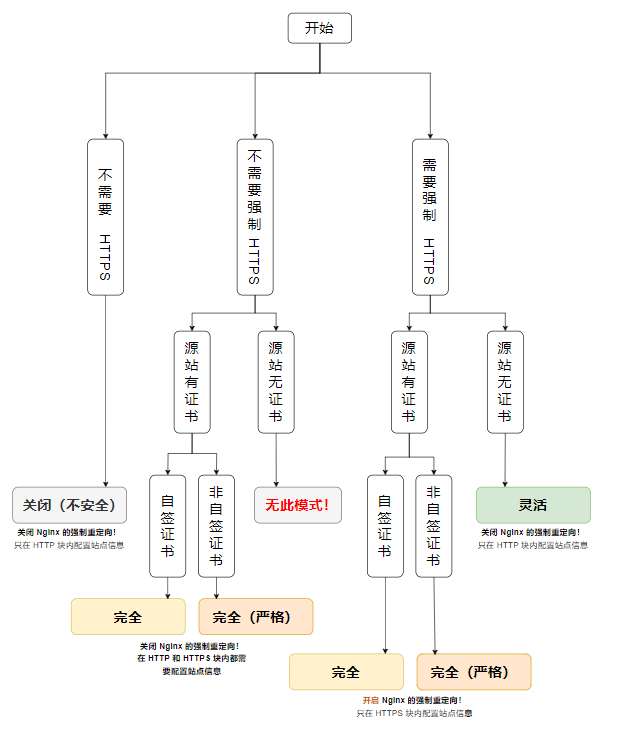 开始
不需要 HTTPS
不需要强制 HTTPS
需要强制 HTTPS
源站有证书
源站无证书
源站有证书
源站无证书
自签证书
非自签证书
自签证书
非自签证书
关闭（不安全）
无此模式！
灵活
关闭 Nginx 的强制重定向！
只在 HTTP 块内配置站点信息
关闭 Nginx 的强制重定向！
只在 HTTP 块内配置站点信息
完全
完全（严格）
关闭 Nginx 的强制重定向！
在 HTTP 和 HTTPS 块内都需
要配置站点信息
完全
完全（严格）
开启 Nginx 的强制重定向！
只在 HTTPS 块内配置站点信息